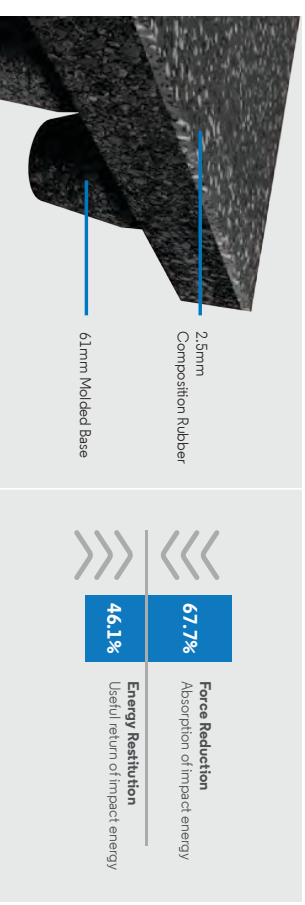 2.5mm
Composition Rubber
61mm Molded Base
67.7%
Force Reduction
Absorption of impact energy
46.1%
Energy Restitution
Useful return of impact energy